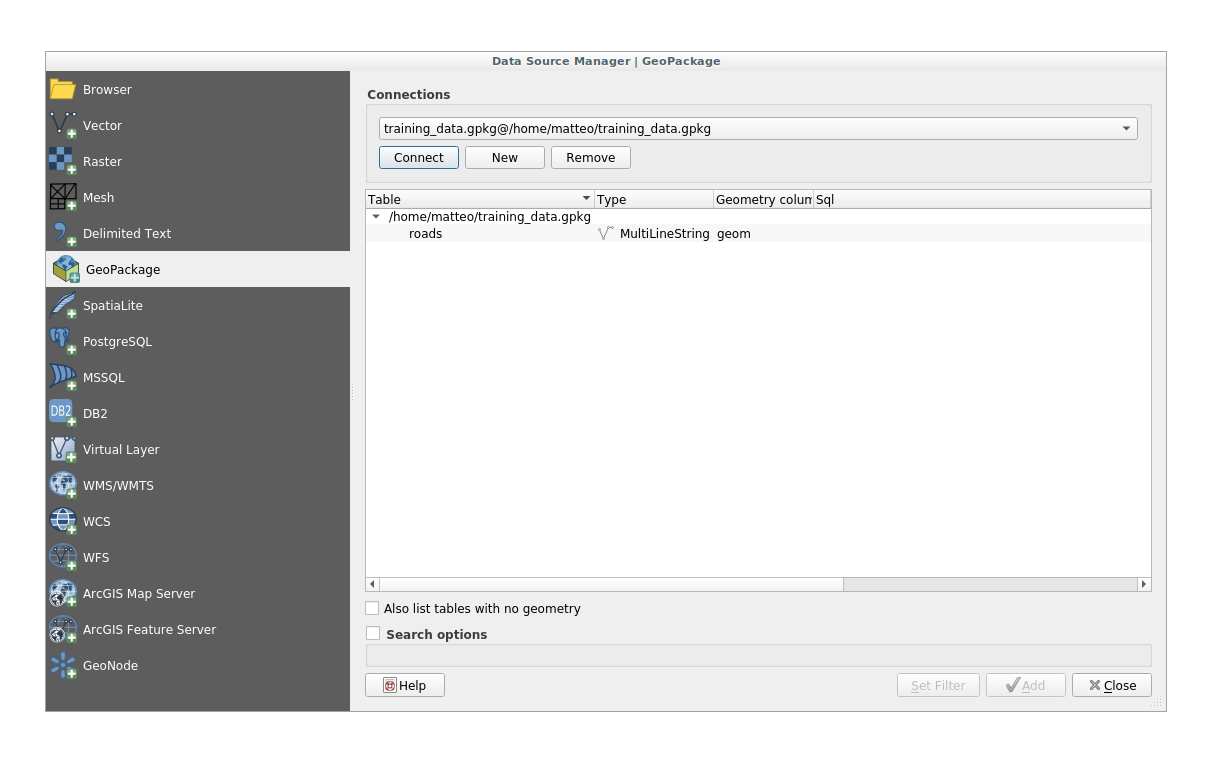 Data Source Manager | GeoPackage
Browser
Vector
Raster
Mesh
Delimited Text
GeoPackage
SpatiaLite
PostgreSQL
MSSQL
DB2
DB2
Virtual Layer
WMS/WMTS
WCS
WFS
ArcGIS Map Server
ArcGIS Feature Server
GeoNode
Connections
training_data.gpkg@/home/matteo/training_data.gpkg
Connect New Remove
Table Type Geometry colum Sql
/home/matteo/training_data.gpkg
roads MultiLineString geom
Also list tables with no geometry
Search options
Help Set Filter Add Close